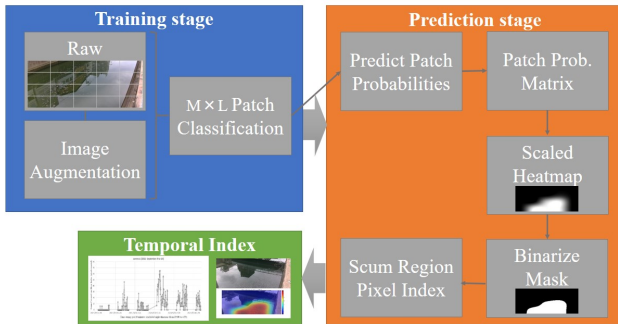 Training stage
Raw
Image
Augmentation
M × L Patch
Classification
Prediction stage
Predict Patch
Probabilities
Patch Prob.
Matrix
Scaled
Heatmap
Binarize
Mask
Scum Region
Pixel Index
Temporal Index